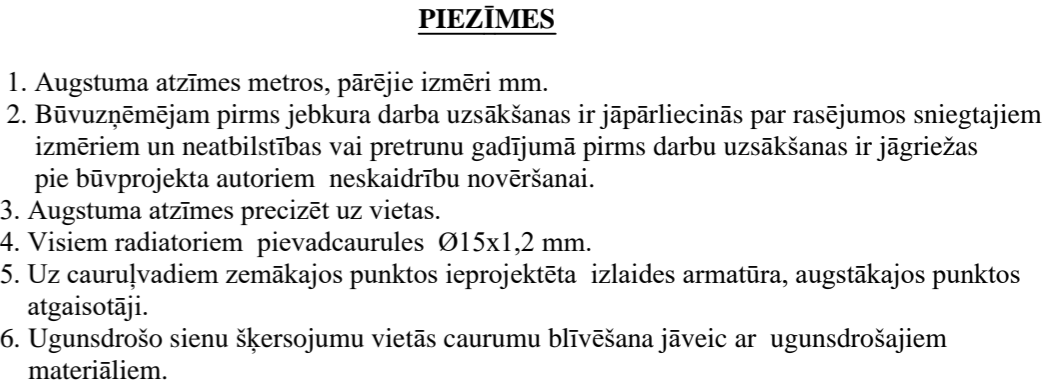 PIEZĪMES
1. Augstuma atzīmes metros, pārējie izmēri mm.
2. Būvuzņēmējam pirms jebkura darba uzsākšanas ir jāpārliecinās par rasējumos sniegtajiem
izmēriem un neatbilstības vai pretrunu gadījumā pirms darbu uzsākšanas ir jāgriežas
pie būvprojekta autoriem neskaidrību novēršanai.
3. Augstuma atzīmes precizēt uz vietas.
4. Visiem radiatoriem pievadcaurules Ø15x1,2 mm.
5. Uz cauruļvadiem zemākajos punktos ieprojektēta izlaides armatūra, augstākajos punktos
atgaisotāji.
6. Ugunsdrošo sienu šķersojumu vietās caurumu blīvēšana jāveic ar ugunsdrošajiem
materiāliem.